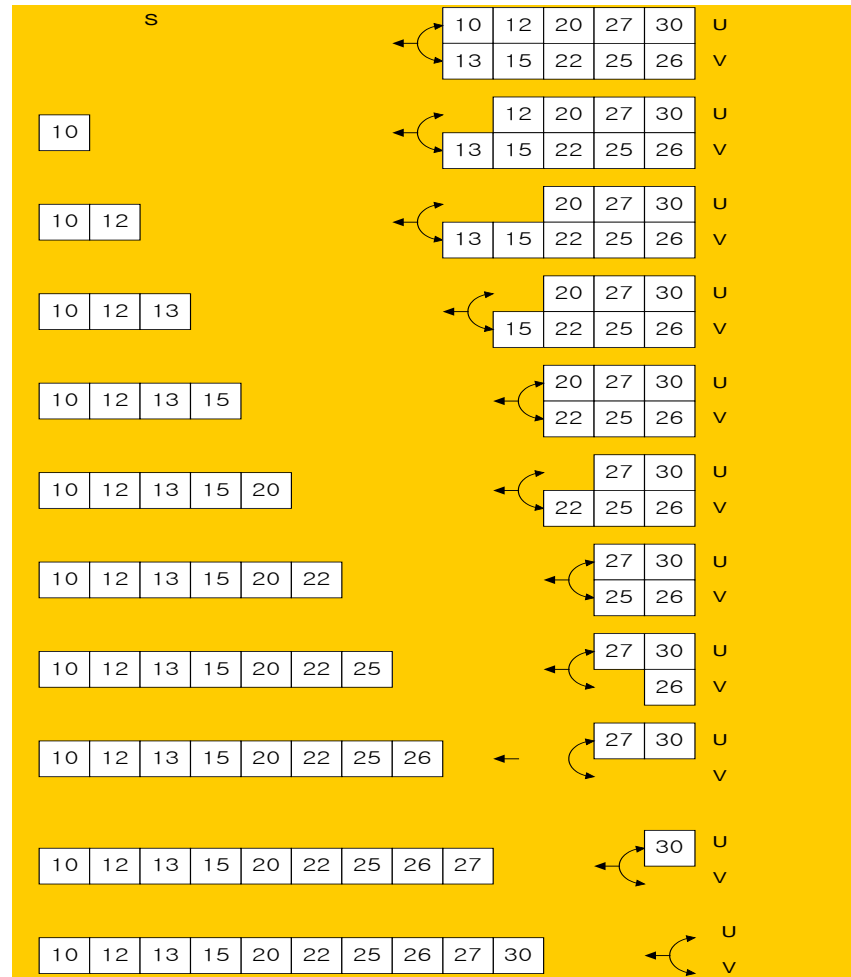 S
10 12 20 27 30 U
13 15 22 25 26 V
12 20 27 30 U
10
13 15 22 25 26 V
20 27 30 U
10 12
13 15 22 25 26 V
20 27 30 U
10 12 13
15 22 25 26 V
20 27 30 U
10 12 13 15
22 25 26 V
27 30 U
10 12 13 15 20
22 25 26 V
27 30 U
10 12 13 15 20 22
25 26 V
27 30 U
10 12 13 15 20 22 25
26 V
27 30 U
10 12 13 15 20 22 25 26
V
30 U
10 12 13 15 20 22 25 26 27
V
U
10 12 13 15 20 22 25 26 27 30
V